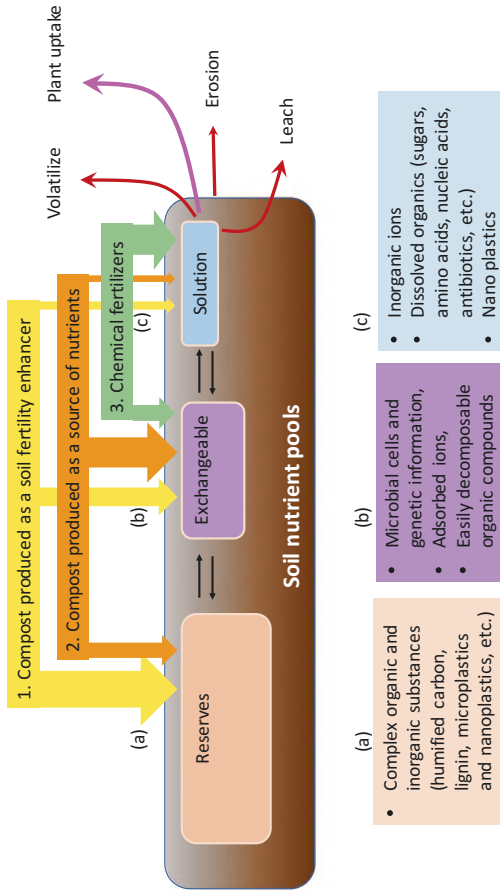 1. Compost produced as a soil fertility enhancer
2. Compost produced as a source of nutrients
3. Chemical fertilizers
Volatilize
Plant uptake
Erosion
Leach
(a)
(b)
(c)
Reserves
Exchangeable
Solution
Soil nutrient pools
(a)
• Complex organic and
inorganic substances
(humified carbon,
lignin, microplastics
and nanoplastics, etc.)
(b)
• Microbial cells and
genetic information,
• Adsorbed ions,
• Easily decomposable
organic compounds
(c)
• Inorganic ions
• Dissolved organics (sugars,
amino acids, nucleic acids,
antibiotics, etc.)
• Nano plastics